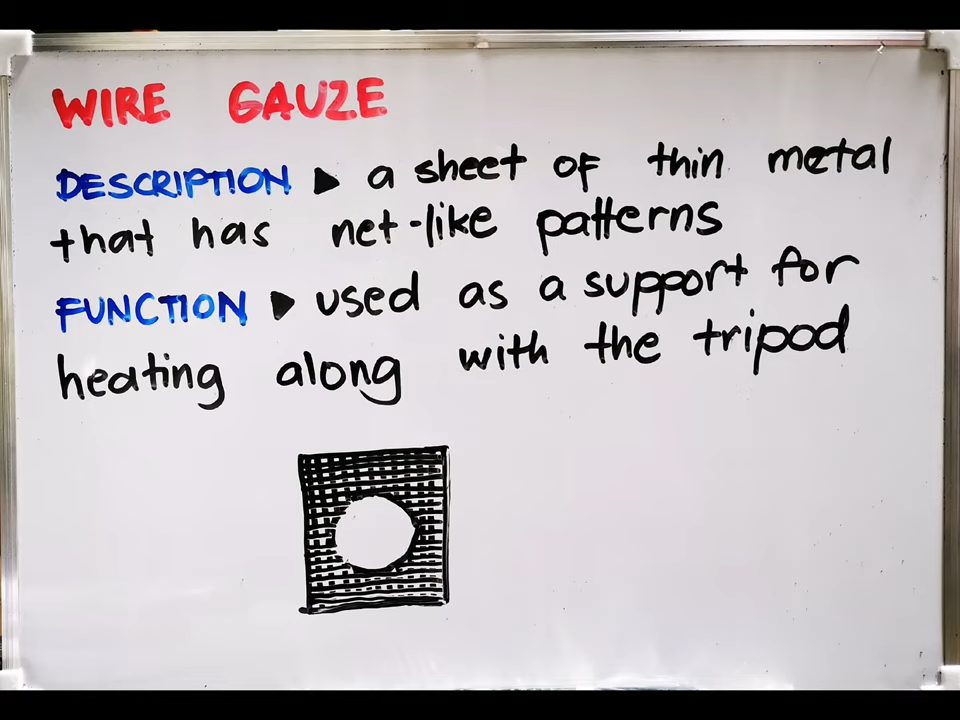 WIRE GAUZE
DESCRIPTION ▶ a sheet of thin metal
that has net-like patterns
FUNCTION ▶ used as a support for
heating along with the tripod